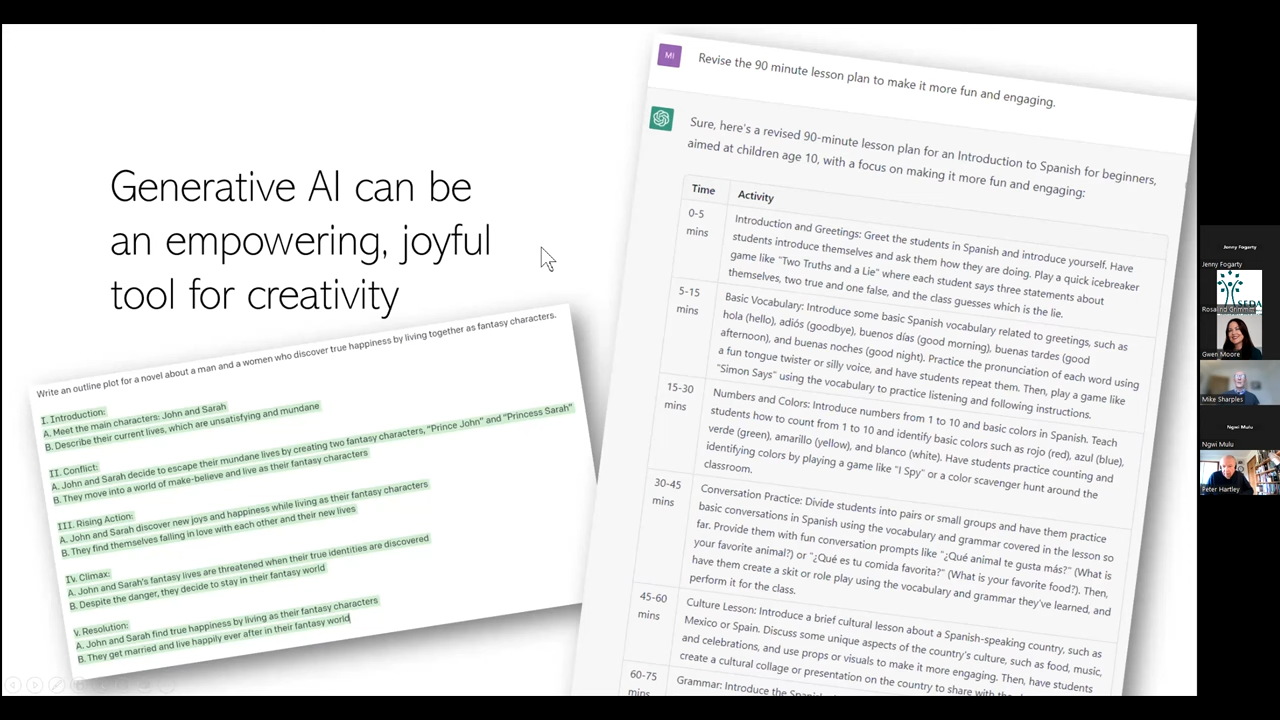 Generative AI can be
an empowering, joyful
tool for creativity
Write an outline plot for a novel about a man and a women who discover true happiness by living together as fantasy characters.
I. Introduction:
A. Meet the main characters: John and Sarah
B. Describe their current lives, which are unsatisfying and mundane
II. Conflict:
A. John and Sarah decide to escape their mundane lives by creating two fantasy characters, "Prince John" and "Princess Sarah"
B. They move into a world of make-believe and live as their fantasy characters
III. Rising Action:
A. John and Sarah discover new joys and happiness while living as their fantasy characters
B. They find themselves falling in love with each other and their new lives
IV. Climax:
A. John and Sarah's fantasy lives are threatened when their true identities are discovered
B. Despite the danger, they decide to stay in their fantasy world
V. Resolution:
A. John and Sarah find true happiness by living as their fantasy characters
B. They get married and live happily ever after in their fantasy world
MI
Revise the 90 minute lesson plan to make it more fun and engaging.
Sure, here's a revised 90-minute lesson plan for an Introduction to Spanish for beginners,
aimed at children age 10, with a focus on making it more fun and engaging:
Time Activity
0-5
mins
Introduction and Greetings: Greet the students in Spanish and introduce yourself. Have
students introduce themselves and ask them how they are doing. Play a quick icebreaker
game like "Two Truths and a Lie" where each student says three statements about
themselves, two true and one false, and the class guesses which is the lie.
5-15
mins
Basic Vocabulary: Introduce some basic Spanish vocabulary related to greetings, such as
hola (hello), adiós (goodbye), buenos días (good morning), buenas tardes (good
afternoon), and buenas noches (good night). Practice the pronunciation of each word using
a fun tongue twister or silly voice, and have students repeat them. Then, play a game like
"Simon Says" using the vocabulary to practice listening and following instructions.
15-30
mins
Numbers and Colors: Introduce numbers from 1 to 10 and basic colors in Spanish. Teach
students how to count from 1 to 10 and identify basic colors such as rojo (red), azul (blue),
verde (green), amarillo (yellow), and blanco (white). Have students practice counting and
identifying colors by playing a game like "I Spy" or a color scavenger hunt around the
classroom.
30-45
mins
Conversation Practice: Divide students into pairs or small groups and have them practice
basic conversations in Spanish using the vocabulary and grammar covered in the lesson so
far. Provide them with fun conversation prompts like "¿Qué animal te gusta más?" (What is
your favorite animal?) or "¿Qué es tu comida favorita?" (What is your favorite food?). Then,
have them create a skit or role play using the vocabulary and grammar they've learned, and
perform it for the class.
45-60
mins
Culture Lesson: Introduce a brief cultural lesson about a Spanish-speaking country, such as
Mexico or Spain. Discuss some unique aspects of the country's culture, such as food, music,
and celebrations, and use props or visuals to make it more engaging. Then, have students
create a cultural collage or presentation on the country to share with the
60-75
mins
Grammar: Introduce the
Jenny Fogarty
Jenny Fogarty
SEDA
Gwen Moore
Mike Sharples
Ngwi Mulu
Ngwi Mulu
Peter Hartley